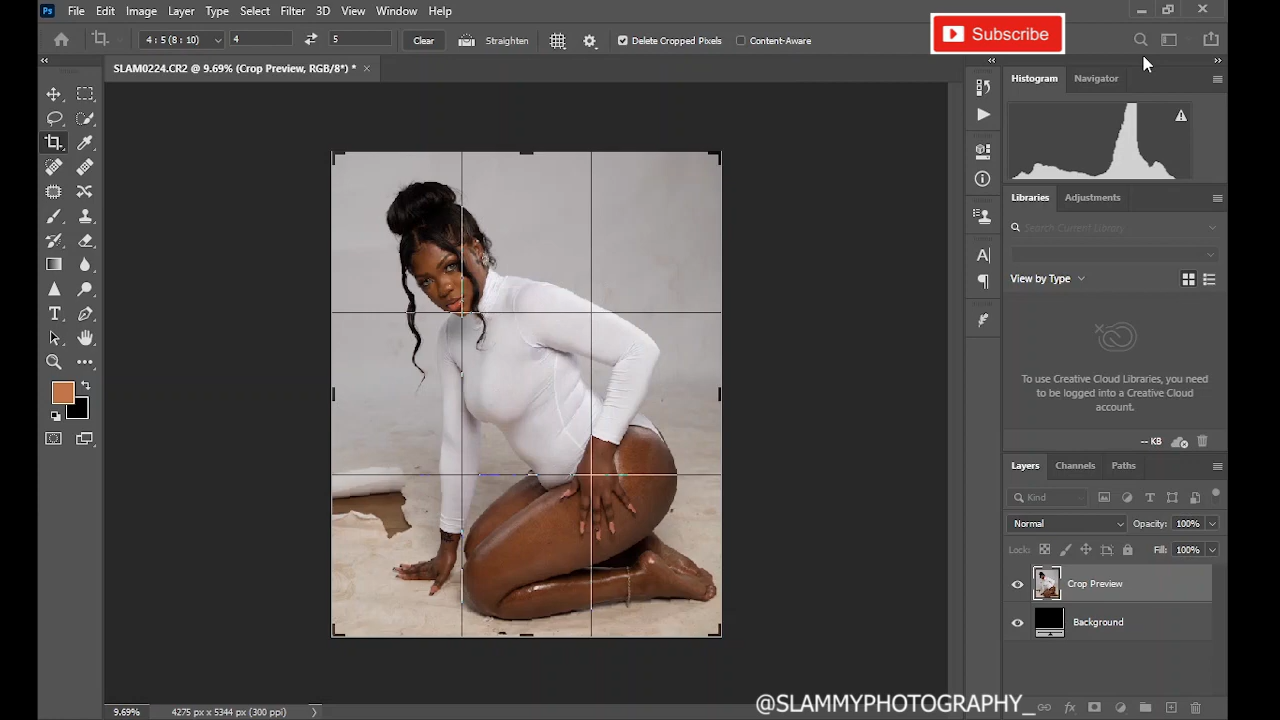 Ps File Edit Image Layer Type Select Filter 3D View Window Help
4 : 5 (8 : 10) 4 5 Clear Straighten Delete Cropped Pixels Content-Aware
Subscribe
SLAM0224.CR2 @ 9.69% (Crop Preview, RGB/8*) * ×
Histogram Navigator
Libraries Adjustments
Search Current Library
View by Type
To use Creative Cloud Libraries, you need
to be logged into a Creative Cloud
account.
-- KB
Layers Channels Paths
Kind
Normal Opacity: 100%
Lock: Fill: 100%
Crop Preview
Background
9.69% 4275 px x 5344 px (300 ppi)
@SLAMMYPHOTOGRAPHY_